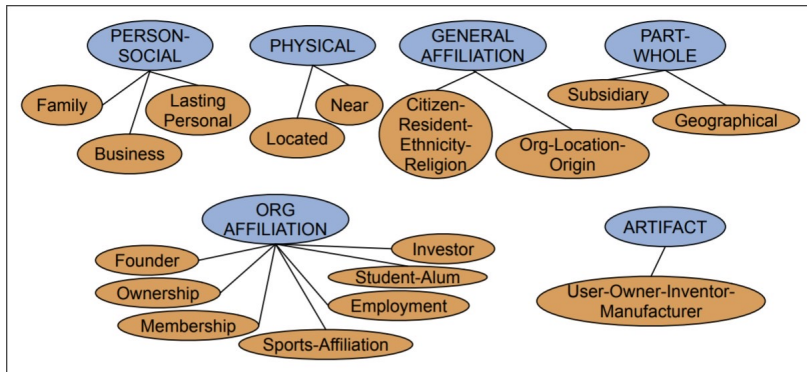 PERSON-
SOCIAL
Family
Lasting
Personal
Business
PHYSICAL
Near
Located
GENERAL
AFFILIATION
Citizen-
Resident-
Ethnicity-
Religion
Org-Location-
Origin
PART-
WHOLE
Subsidiary
Geographical
ORG
AFFILIATION
Founder
Ownership
Membership
Sports-Affiliation
Employment
Student-Alum
Investor
ARTIFACT
User-Owner-Inventor-
Manufacturer